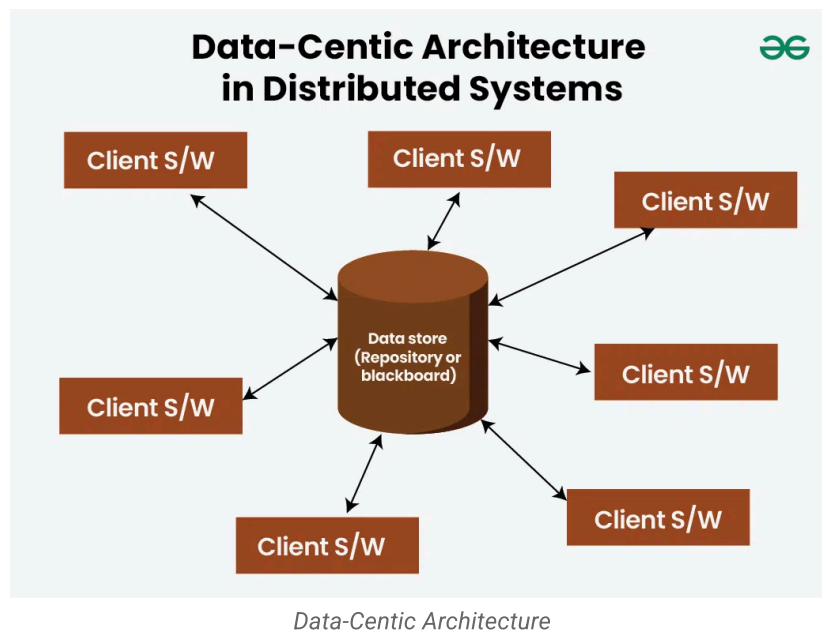 Data-Centic Architecture
in Distributed Systems
Client S/W
Client S/W
Client S/W
Data store
(Repository or
blackboard)
Client S/W
Client S/W
Client S/W
Client S/W
Data-Centic Architecture